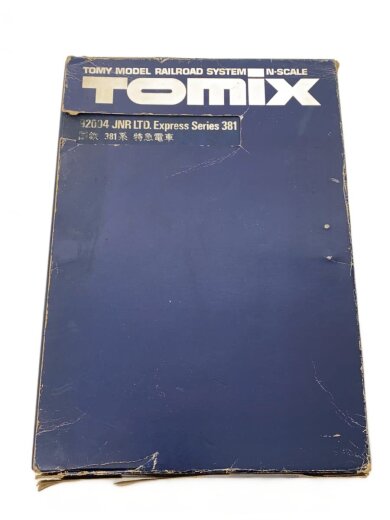 TOMY MODEL RAILROAD SYSTEM N-SCALE
TOMIX
92604 JNR LTD. Express Series 381
国鉄 381系 特急電車